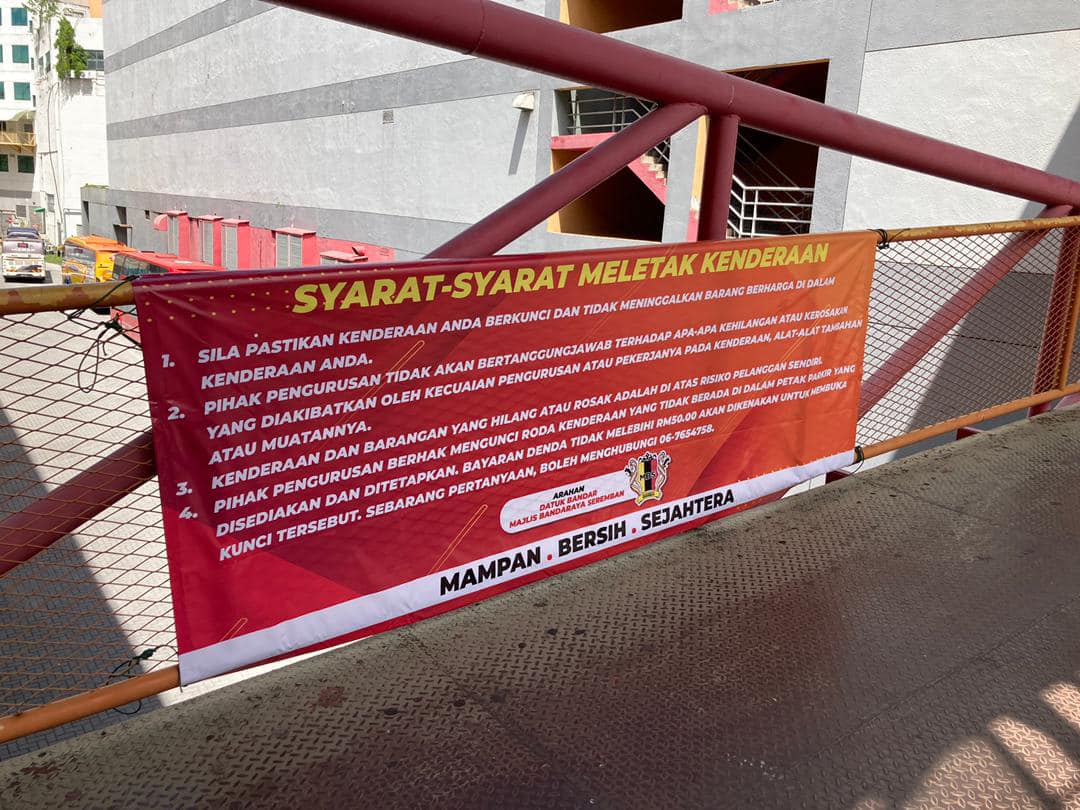 SYARAT-SYARAT MELETAK KENDERAAN
1. SILA PASTIKAN KENDERAAN ANDA BERKUNCI DAN TIDAK MENINGGALKAN BARANG BERHARGA DI DALAM
KENDERAAN ANDA.
2. PIHAK PENGURUSAN TIDAK AKAN BERTANGGUNGJAWAB TERHADAP APA-APA KEHILANGAN ATAU KEROSAKAN
YANG DIAKIBATKAN OLEH KECUAIAN PENGURUSAN ATAU PEKERJANYA PADA KENDERAAN, ALAT-ALAT TAMBAHAN
ATAU MUATANNYA.
3. KENDERAAN DAN BARANGAN YANG HILANG ATAU ROSAK ADALAH DI ATAS RISIKO PELANGGAN SENDIRI.
4. PIHAK PENGURUSAN BERHAK MENGUNCI RODA KENDERAAN YANG TIDAK BERADA DI DALAM PETAK PARKIR YANG
DISEDIAKAN DAN DITETAPKAN. BAYARAN DENDA TIDAK MELEBIHI RM50.00 AKAN DIKENAKAN UNTUK MEMBUKA
KUNCI TERSEBUT. SEBARANG PERTANYAAN, BOLEH MENGHUBUNGI 06-7654758.
ARAHAN
DATUK BANDAR
MAJLIS BANDARAYA SEREMBAN
MBS
MAMPAN . BERSIH . SEJAHTERA